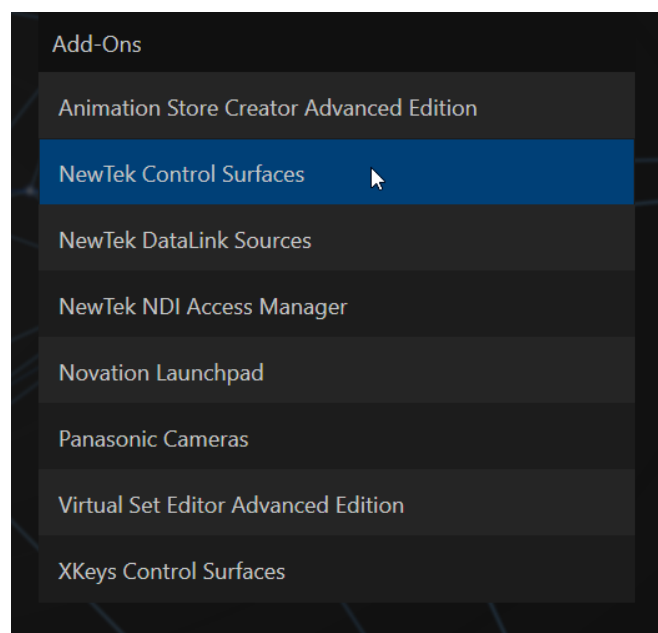 Add-Ons
Animation Store Creator Advanced Edition
NewTek Control Surfaces
NewTek DataLink Sources
NewTek NDI Access Manager
Novation Launchpad
Panasonic Cameras
Virtual Set Editor Advanced Edition
XKeys Control Surfaces